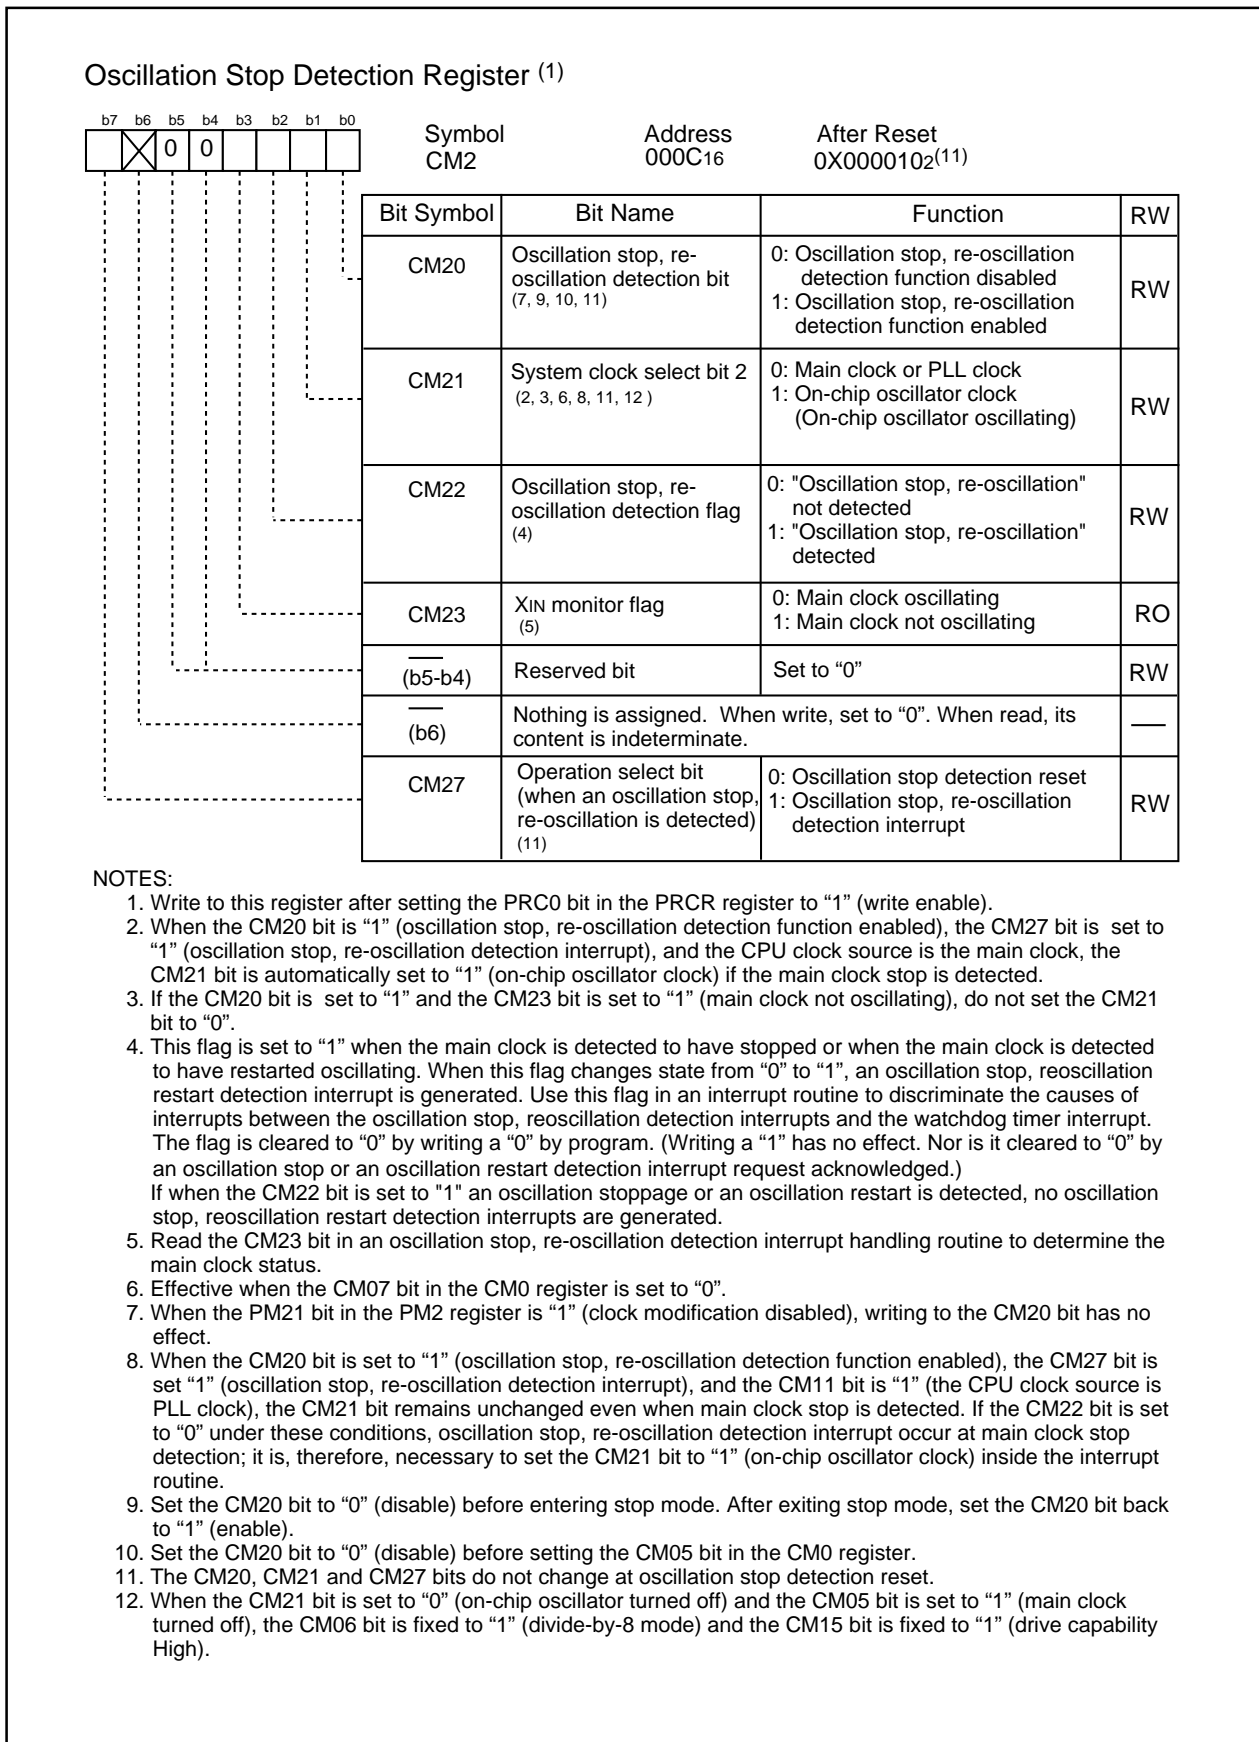 Oscillation Stop Detection Register (1)
b7 b6 b5 b4 b3 b2 b1 b0
0 0
Symbol Address After Reset
CM2 000C16 0X0000102(11)
Bit Symbol Bit Name Function RW
CM20 Oscillation stop, re-
oscillation detection bit
(7, 9, 10, 11)
0: Oscillation stop, re-oscillation
detection function disabled
1: Oscillation stop, re-oscillation
detection function enabled
RW
CM21 System clock select bit 2
(2, 3, 6, 8, 11, 12 )
0: Main clock or PLL clock
1: On-chip oscillator clock
(On-chip oscillator oscillating)
RW
CM22 Oscillation stop, re-
oscillation detection flag
(4)
0: "Oscillation stop, re-oscillation"
not detected
1: "Oscillation stop, re-oscillation"
detected
RW
CM23 XIN monitor flag
(5)
0: Main clock oscillating
1: Main clock not oscillating
RO
(b5-b4) Reserved bit Set to “0” RW
(b6) Nothing is assigned. When write, set to “0”. When read, its
content is indeterminate.
CM27 Operation select bit
(when an oscillation stop,
re-oscillation is detected)
(11)
0: Oscillation stop detection reset
1: Oscillation stop, re-oscillation
detection interrupt
RW
NOTES:
1. Write to this register after setting the PRC0 bit in the PRCR register to “1” (write enable).
2. When the CM20 bit is “1” (oscillation stop, re-oscillation detection function enabled), the CM27 bit is set to
“1” (oscillation stop, re-oscillation detection interrupt), and the CPU clock source is the main clock, the
CM21 bit is automatically set to “1” (on-chip oscillator clock) if the main clock stop is detected.
3. If the CM20 bit is set to “1” and the CM23 bit is set to “1” (main clock not oscillating), do not set the CM21
bit to “0”.
4. This flag is set to “1” when the main clock is detected to have stopped or when the main clock is detected
to have restarted oscillating. When this flag changes state from “0” to “1”, an oscillation stop, reoscillation
restart detection interrupt is generated. Use this flag in an interrupt routine to discriminate the causes of
interrupts between the oscillation stop, reoscillation detection interrupts and the watchdog timer interrupt.
The flag is cleared to “0” by writing a “0” by program. (Writing a “1” has no effect. Nor is it cleared to “0” by
an oscillation stop or an oscillation restart detection interrupt request acknowledged.)
If when the CM22 bit is set to "1" an oscillation stoppage or an oscillation restart is detected, no oscillation
stop, reoscillation restart detection interrupts are generated.
5. Read the CM23 bit in an oscillation stop, re-oscillation detection interrupt handling routine to determine the
main clock status.
6. Effective when the CM07 bit in the CM0 register is set to “0”.
7. When the PM21 bit in the PM2 register is “1” (clock modification disabled), writing to the CM20 bit has no
effect.
8. When the CM20 bit is set to “1” (oscillation stop, re-oscillation detection function enabled), the CM27 bit is
set “1” (oscillation stop, re-oscillation detection interrupt), and the CM11 bit is “1” (the CPU clock source is
PLL clock), the CM21 bit remains unchanged even when main clock stop is detected. If the CM22 bit is set
to “0” under these conditions, oscillation stop, re-oscillation detection interrupt occur at main clock stop
detection; it is, therefore, necessary to set the CM21 bit to “1” (on-chip oscillator clock) inside the interrupt
routine.
9. Set the CM20 bit to “0” (disable) before entering stop mode. After exiting stop mode, set the CM20 bit back
to “1” (enable).
10. Set the CM20 bit to “0” (disable) before setting the CM05 bit in the CM0 register.
11. The CM20, CM21 and CM27 bits do not change at oscillation stop detection reset.
12. When the CM21 bit is set to “0” (on-chip oscillator turned off) and the CM05 bit is set to “1” (main clock
turned off), the CM06 bit is fixed to “1” (divide-by-8 mode) and the CM15 bit is fixed to “1” (drive capability
High).